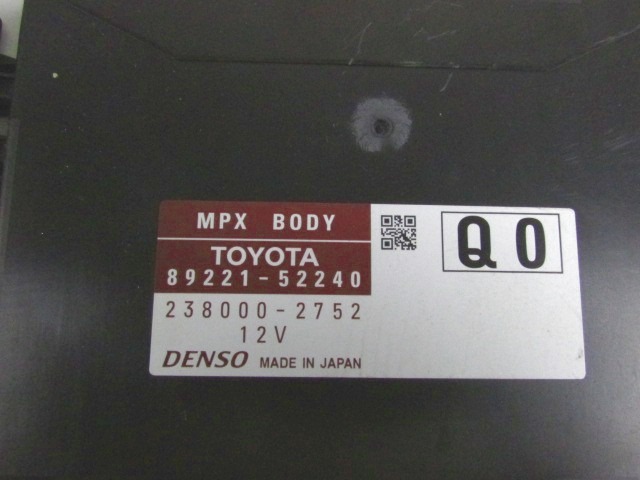 MPX BODY
TOYOTA
89221-52240
238000-2752
12V
DENSO MADE IN JAPAN
Q0